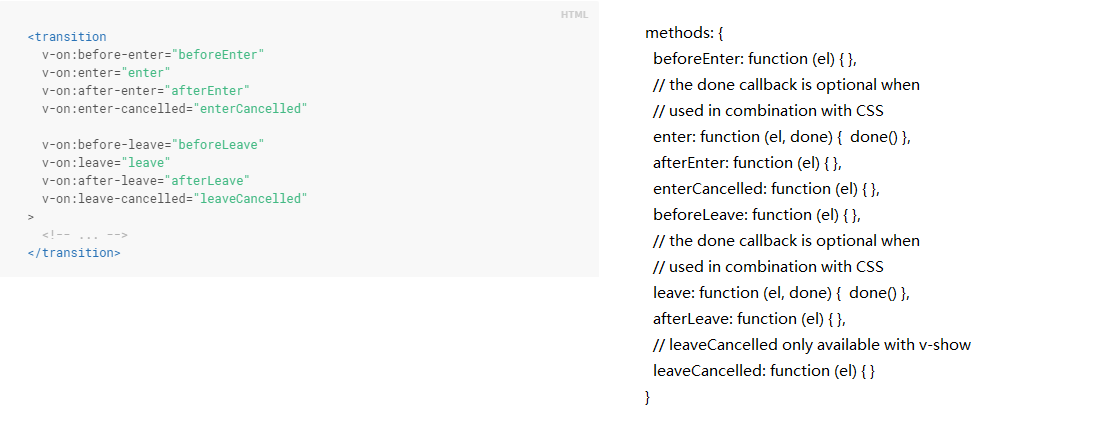 HTML
<transition
v-on:before-enter="beforeEnter"
v-on:enter="enter"
v-on:after-enter="afterEnter"
v-on:enter-cancelled="enterCancelled"
v-on:before-leave="beforeLeave"
v-on:leave="leave"
v-on:after-leave="afterLeave"
v-on:leave-cancelled="leaveCancelled"
>
<!-- ... -->
</transition>
methods: {
beforeEnter: function (el) { },
// the done callback is optional when
// used in combination with CSS
enter: function (el, done) {  done() },
afterEnter: function (el) { },
enterCancelled: function (el) { },
beforeLeave: function (el) { },
// the done callback is optional when
// used in combination with CSS
leave: function (el, done) {  done() },
afterLeave: function (el) { },
// leaveCancelled only available with v-show
leaveCancelled: function (el) { }
}